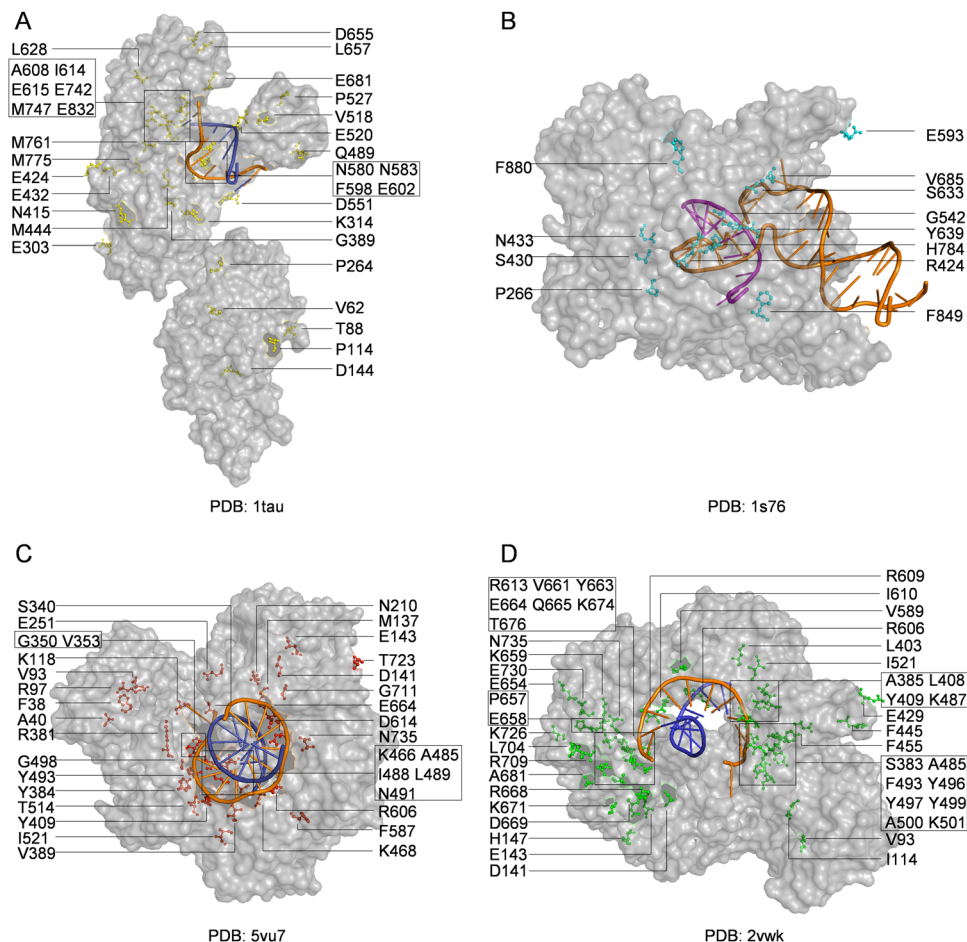 A
L628
A608 I614
E615 E742
M747 E832
M761
M775
E424
E432
N415
M444
E303
D655
L657
E681
P527
V518
E520
Q489
N580 N583
F598 E602
D551
K314
G389
P264
V62
T88
P114
D144
PDB: 1tau
B
F880
N433
S430
P266
E593
V685
S633
G542
Y639
H784
R424
F849
PDB: 1s76
C
S340
E251
G350 V353
K118
V93
R97
F38
A40
R381
G498
Y493
Y384
T514
Y409
I521
V389
N210
M137
E143
T723
D141
G711
E664
D614
N735
K466 A485
I488 L489
N491
R606
F587
K468
PDB: 5vu7
D
R613 V661 Y663
E664 Q665 K674
T676
N735
K659
E730
E654
P657
E658
K726
L704
R709
A681
R668
K671
D669
H147
E143
D141
R609
I610
V589
R606
L403
I521
A385 L408
Y409 K487
E429
F445
F455
S383 A485
F493 Y496
Y497 Y499
A500 K501
V93
I114
PDB: 2vwk